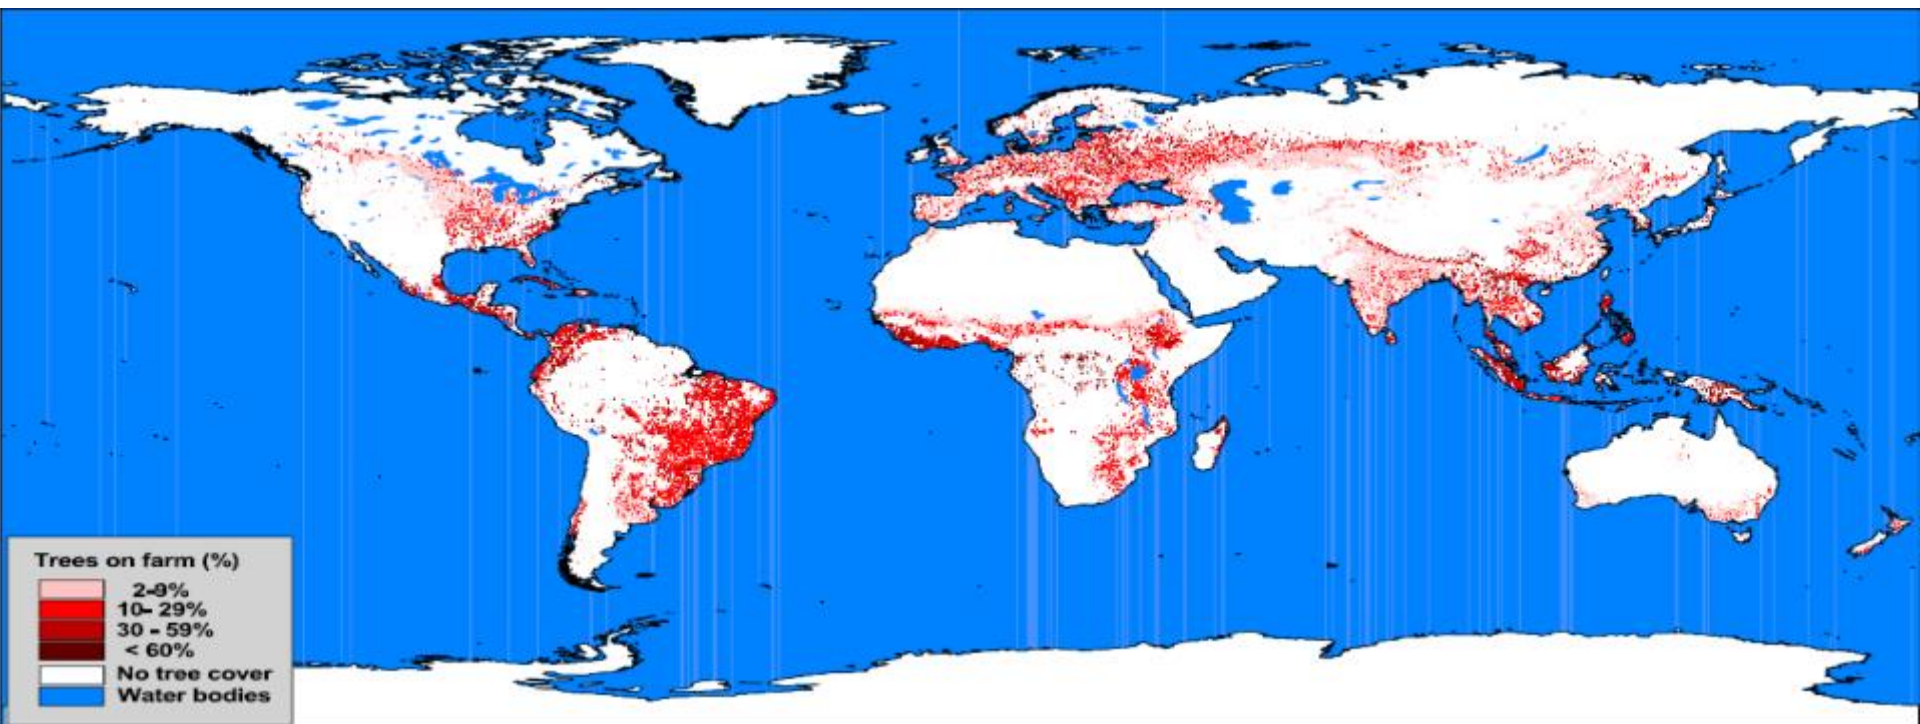 Trees on farm (%)
2-9%
10- 29%
30 - 59%
< 60%
No tree cover
Water bodies